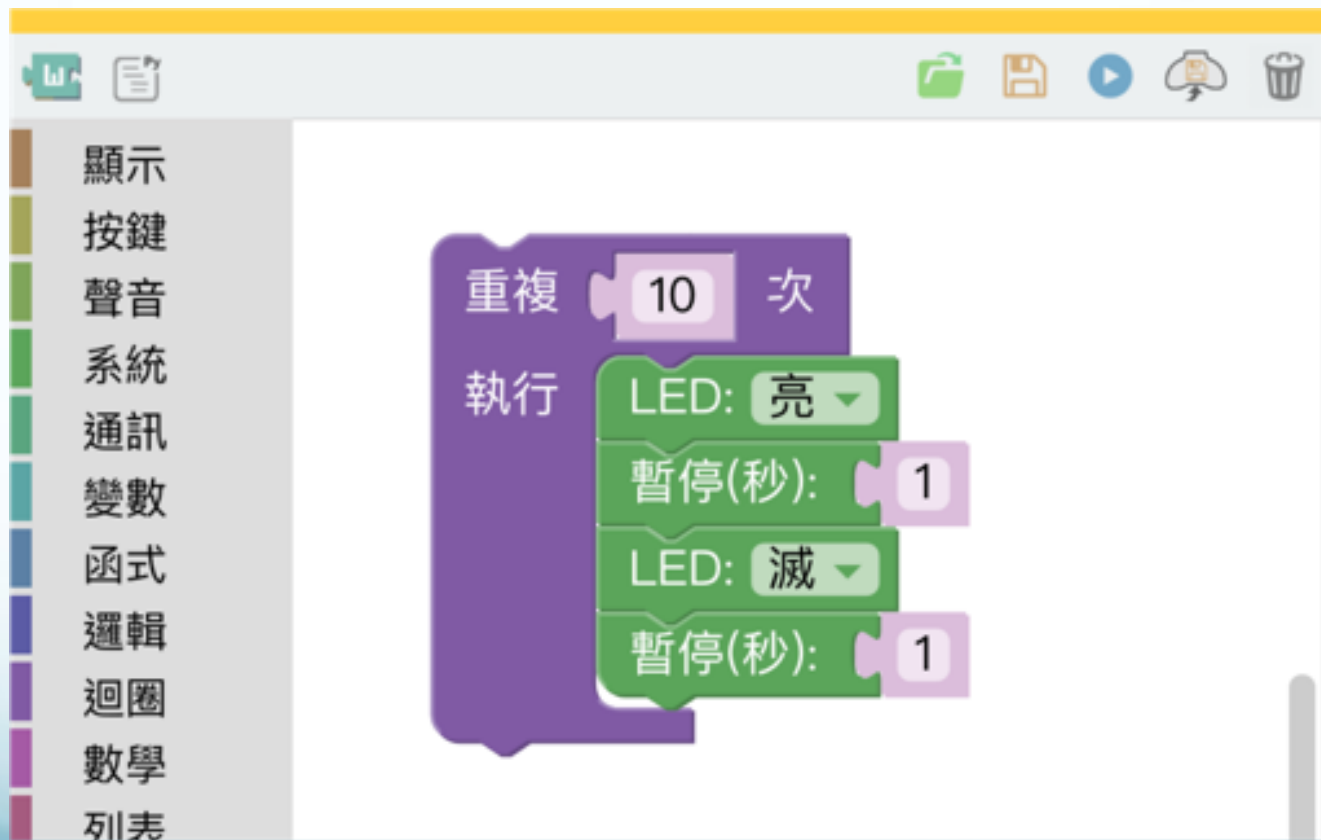 Py
顯示
按鍵
聲音
系統
通訊
變數
函式
邏輯
迴圈
數學
列表
重複 10 次
執行 LED: 亮
暫停(秒): 1
LED: 滅
暫停(秒): 1